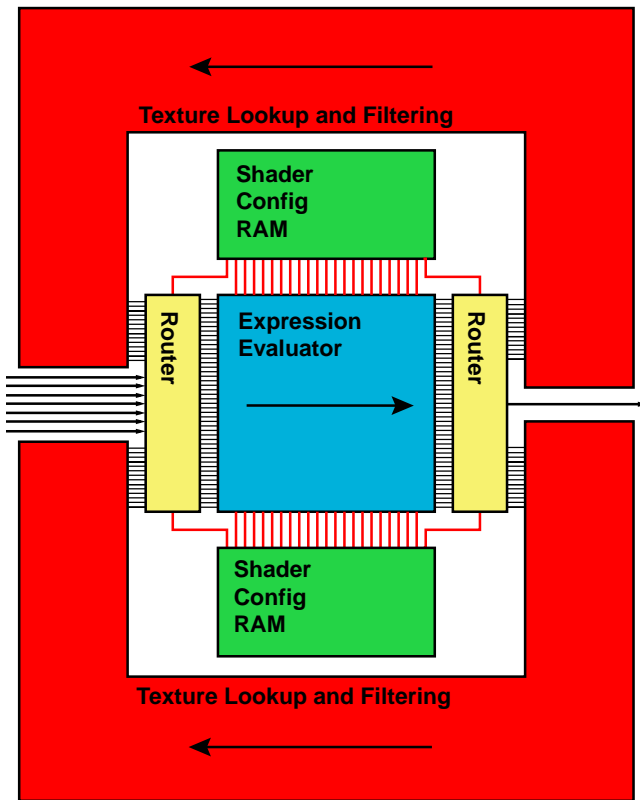 Texture Lookup and Filtering
Shader
Config
RAM
Router
Expression
Evaluator
Router
Shader
Config
RAM
Texture Lookup and Filtering